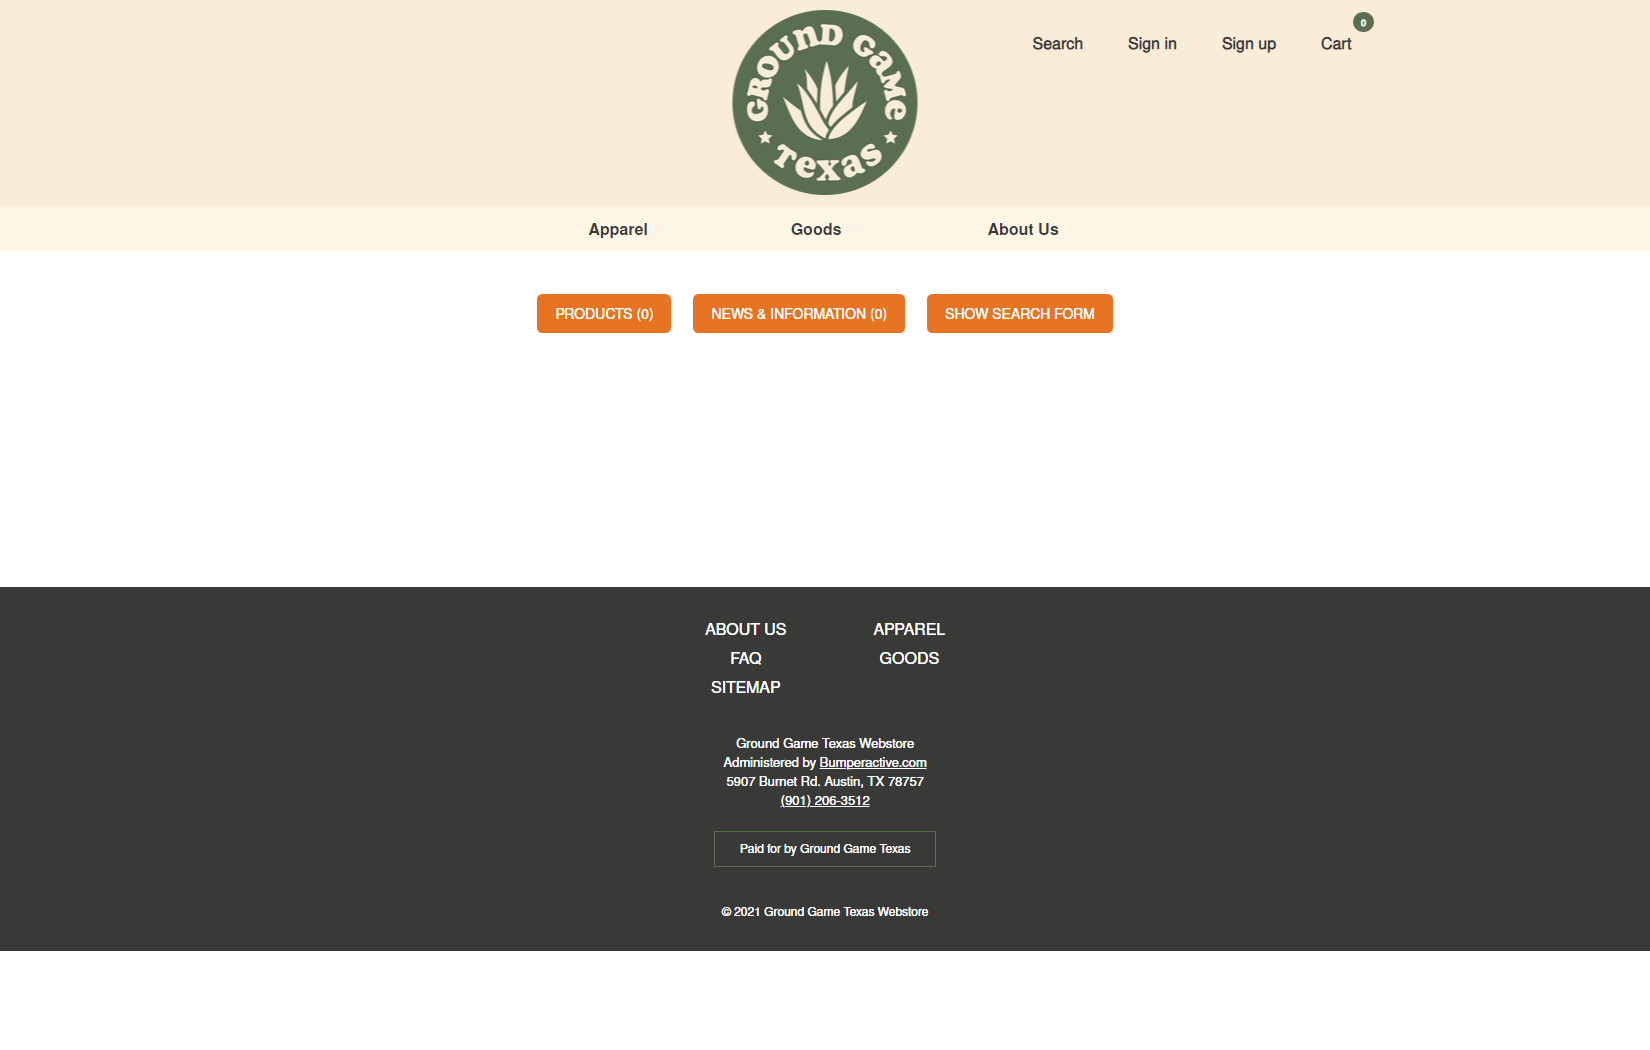 GROUND GAME
TEXAS
Search
Sign in
Sign up
Cart
0
Apparel
Goods
About Us
PRODUCTS (0)
NEWS & INFORMATION (0)
SHOW SEARCH FORM
ABOUT US
FAQ
SITEMAP
APPAREL
GOODS
Ground Game Texas Webstore
Administered by Bumperactive.com
5907 Burnet Rd. Austin, TX 78757
(901) 206-3512
Paid for by Ground Game Texas
© 2021 Ground Game Texas Webstore